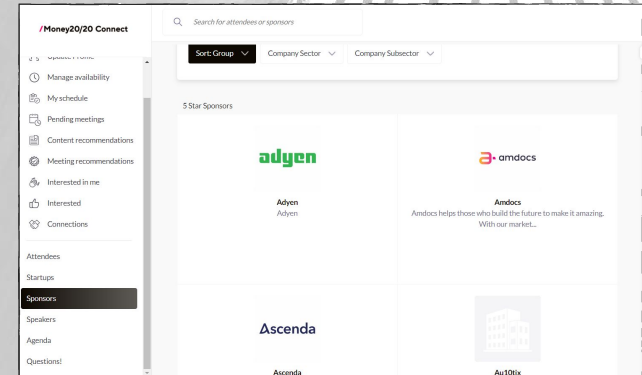 /Money20/20 Connect
Search for attendees or sponsors
Update Profile
Manage availability
My schedule
Pending meetings
Content recommendations
Meeting recommendations
Interested in me
Interested
Connections
Attendees
Startups
Sponsors
Speakers
Agenda
Questions!
Sort: Group
Company Sector
Company Subsector
5 Star Sponsors
adyen
Adyen
Adyen
a. amdocs
Amdocs
Amdocs helps those who build the future to make it amazing.
With our market...
Ascenda
Ascenda
Au10tix